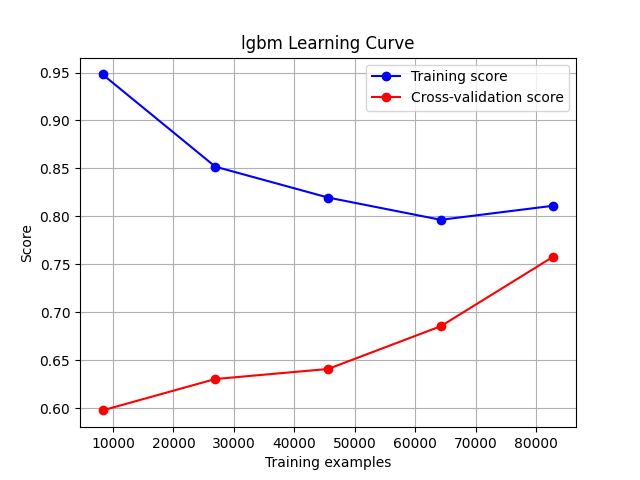 lgbm Learning Curve
Training score
Cross-validation score
0.95
0.90
0.85
0.80
0.75
0.70
0.65
0.60
Score
10000 20000 30000 40000 50000 60000 70000 80000
Training examples